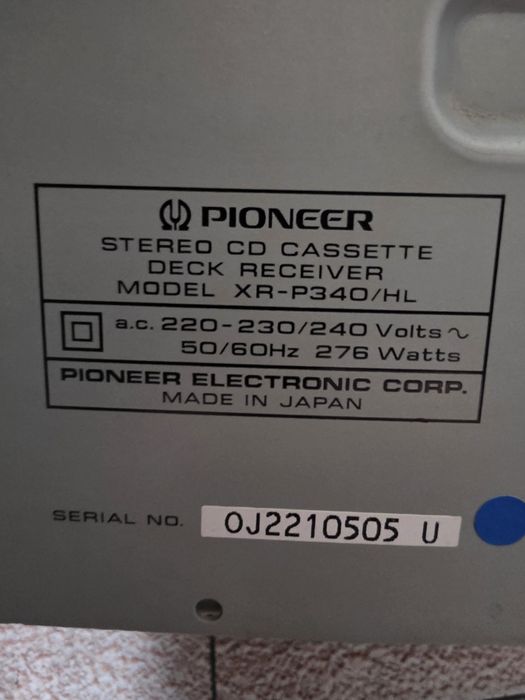 PIONEER
STEREO CD CASSETTE
DECK RECEIVER
MODEL XR-P340/HL
a.c. 220-230/240 Volts ~
50/60Hz 276 Watts
PIONEER ELECTRONIC CORP.
MADE IN JAPAN
SERIAL NO. OJ2210505 U